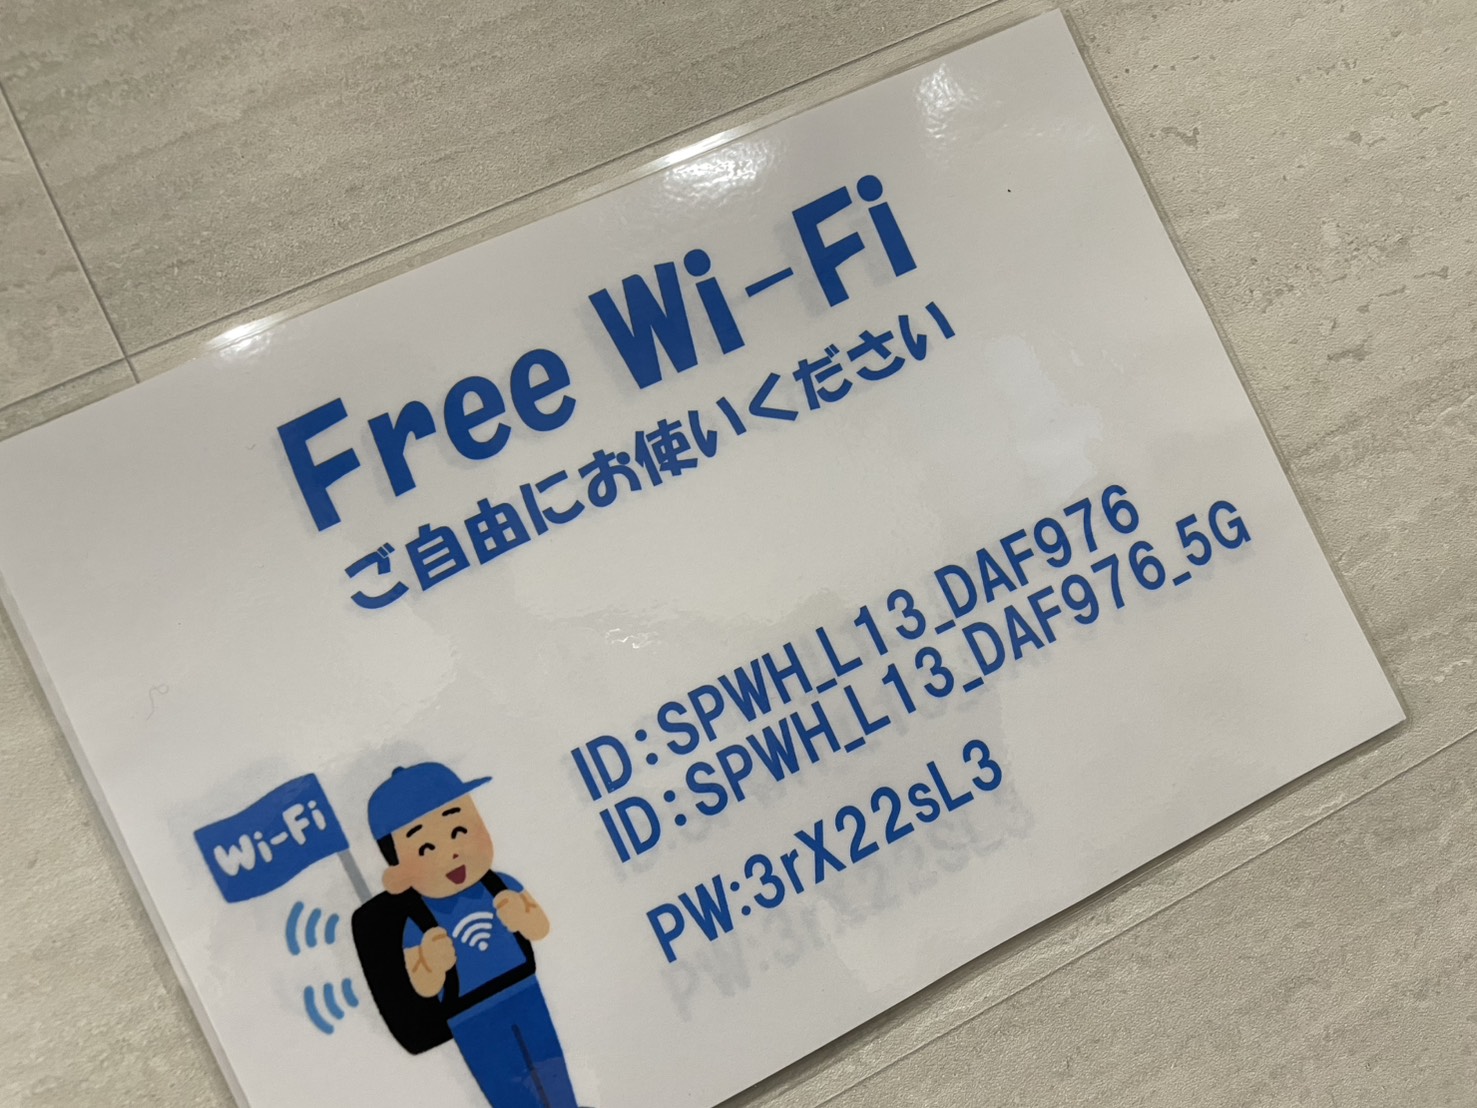 Free Wi-Fi
ご自由にお使いください
ID:SPWH_L13_DAF976
ID:SPWH_L13_DAF976_5G
PW:3rX22sL3
Wi-Fi